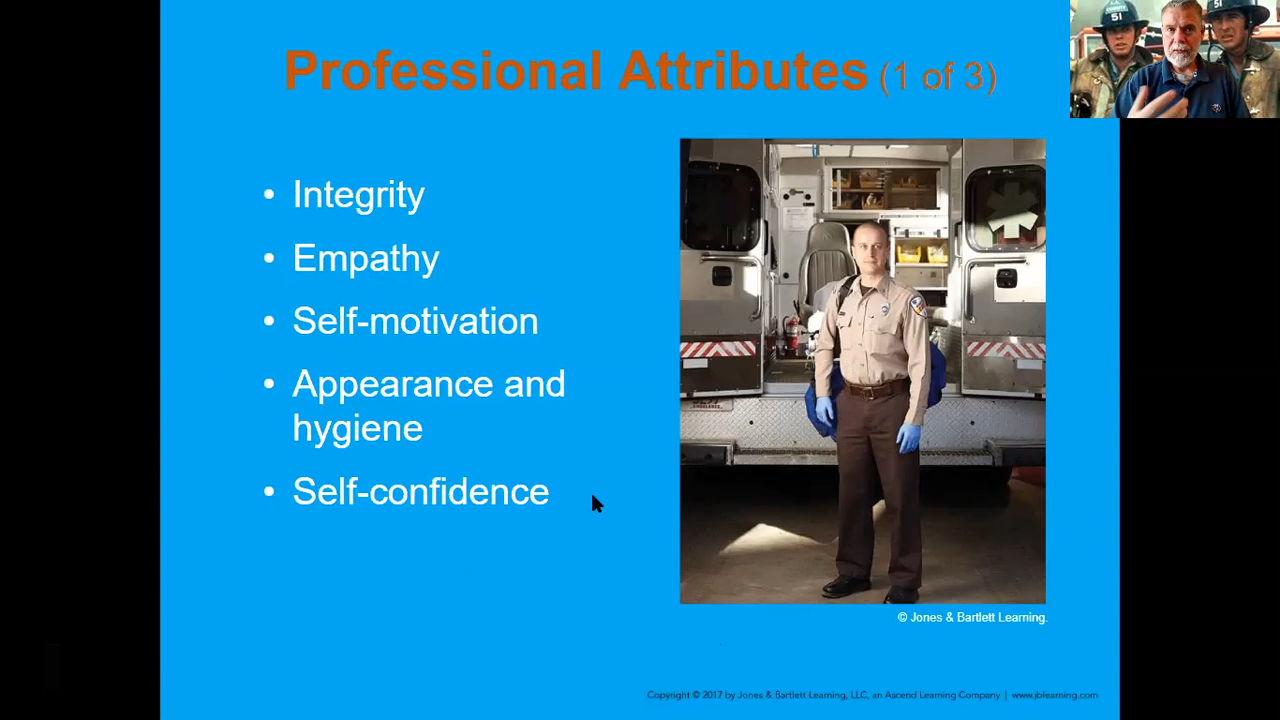 Professional Attributes (1 of 3)
51
51
• Integrity
• Empathy
• Self-motivation
• Appearance and
hygiene
• Self-confidence
© Jones & Bartlett Learning.
Copyright © 2017 by Jones & Bartlett Learning, LLC, an Ascend Learning Company | www.jblearning.com